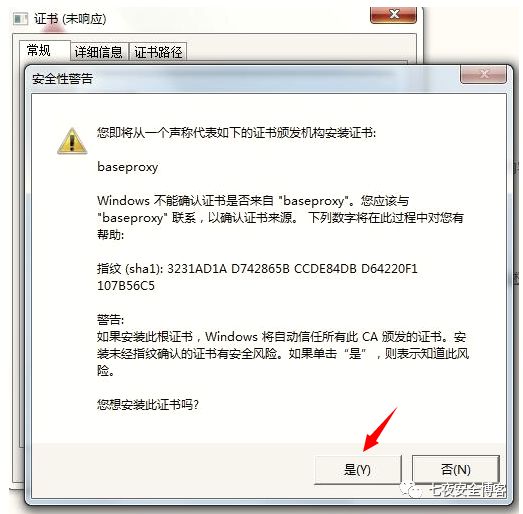 证书 (未响应)
常规 详细信息 证书路径
安全性警告
您即将从一个声称代表如下的证书颁发机构安装证书:
baseproxy
Windows 不能确认证书是否来自 "baseproxy"。您应该与
"baseproxy" 联系，以确认证书来源。 下列数字将在此过程中对您有
帮助:
指纹 (sha1): 3231AD1A D742865B CCDE84DB D64220F1
107B56C5
警告:
如果安装此根证书，Windows 将自动信任所有此 CA 颁发的证书。安
装未经指纹确认的证书有安全风险。如果单击“是”，则表示知道此风
险。
您想安装此证书吗?
是(Y) 否(N)
七夜安全博客